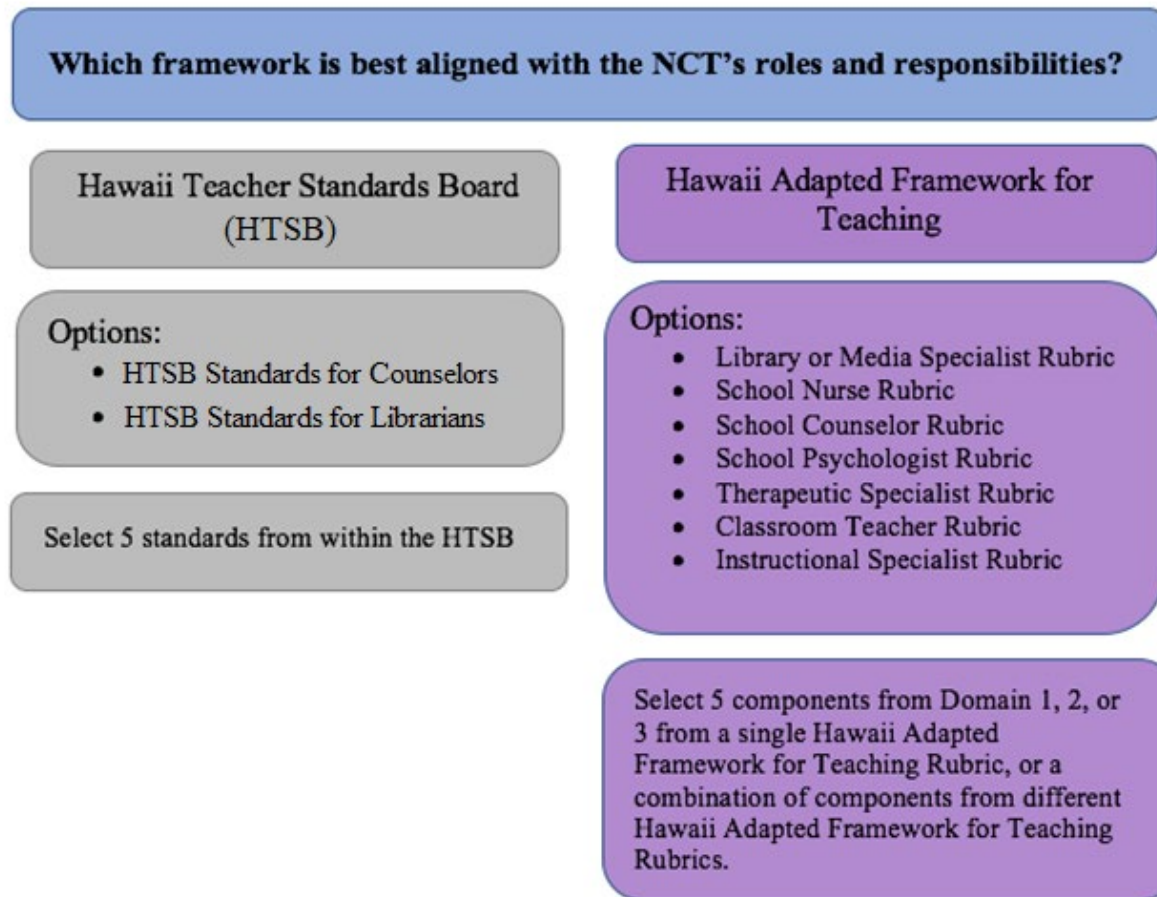 Which framework is best aligned with the NCT's roles and responsibilities?
Hawaii Teacher Standards Board
(HTSB)
Options:
• HTSB Standards for Counselors
• HTSB Standards for Librarians
Select 5 standards from within the HTSB
Hawaii Adapted Framework for
Teaching
Options:
• Library or Media Specialist Rubric
• School Nurse Rubric
• School Counselor Rubric
• School Psychologist Rubric
• Therapeutic Specialist Rubric
• Classroom Teacher Rubric
• Instructional Specialist Rubric
Select 5 components from Domain 1, 2, or
3 from a single Hawaii Adapted
Framework for Teaching Rubric, or a
combination of components from different
Hawaii Adapted Framework for Teaching
Rubrics.